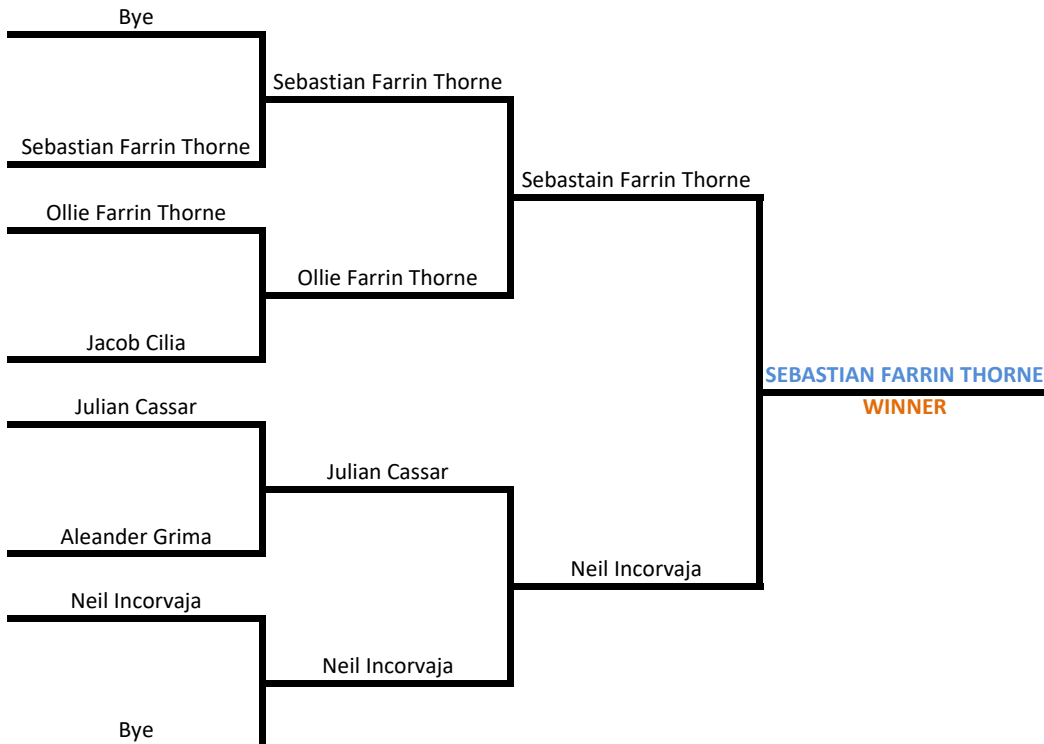 Bye
Sebastian Farrin Thorne
Sebastian Farrin Thorne
Sebastain Farrin Thorne
Ollie Farrin Thorne
Ollie Farrin Thorne
Jacob Cilia
SEBASTIAN FARRIN THORNE
WINNER
Julian Cassar
Julian Cassar
Aleander Grima
Neil Incorvaja
Neil Incorvaja
Neil Incorvaja
Bye